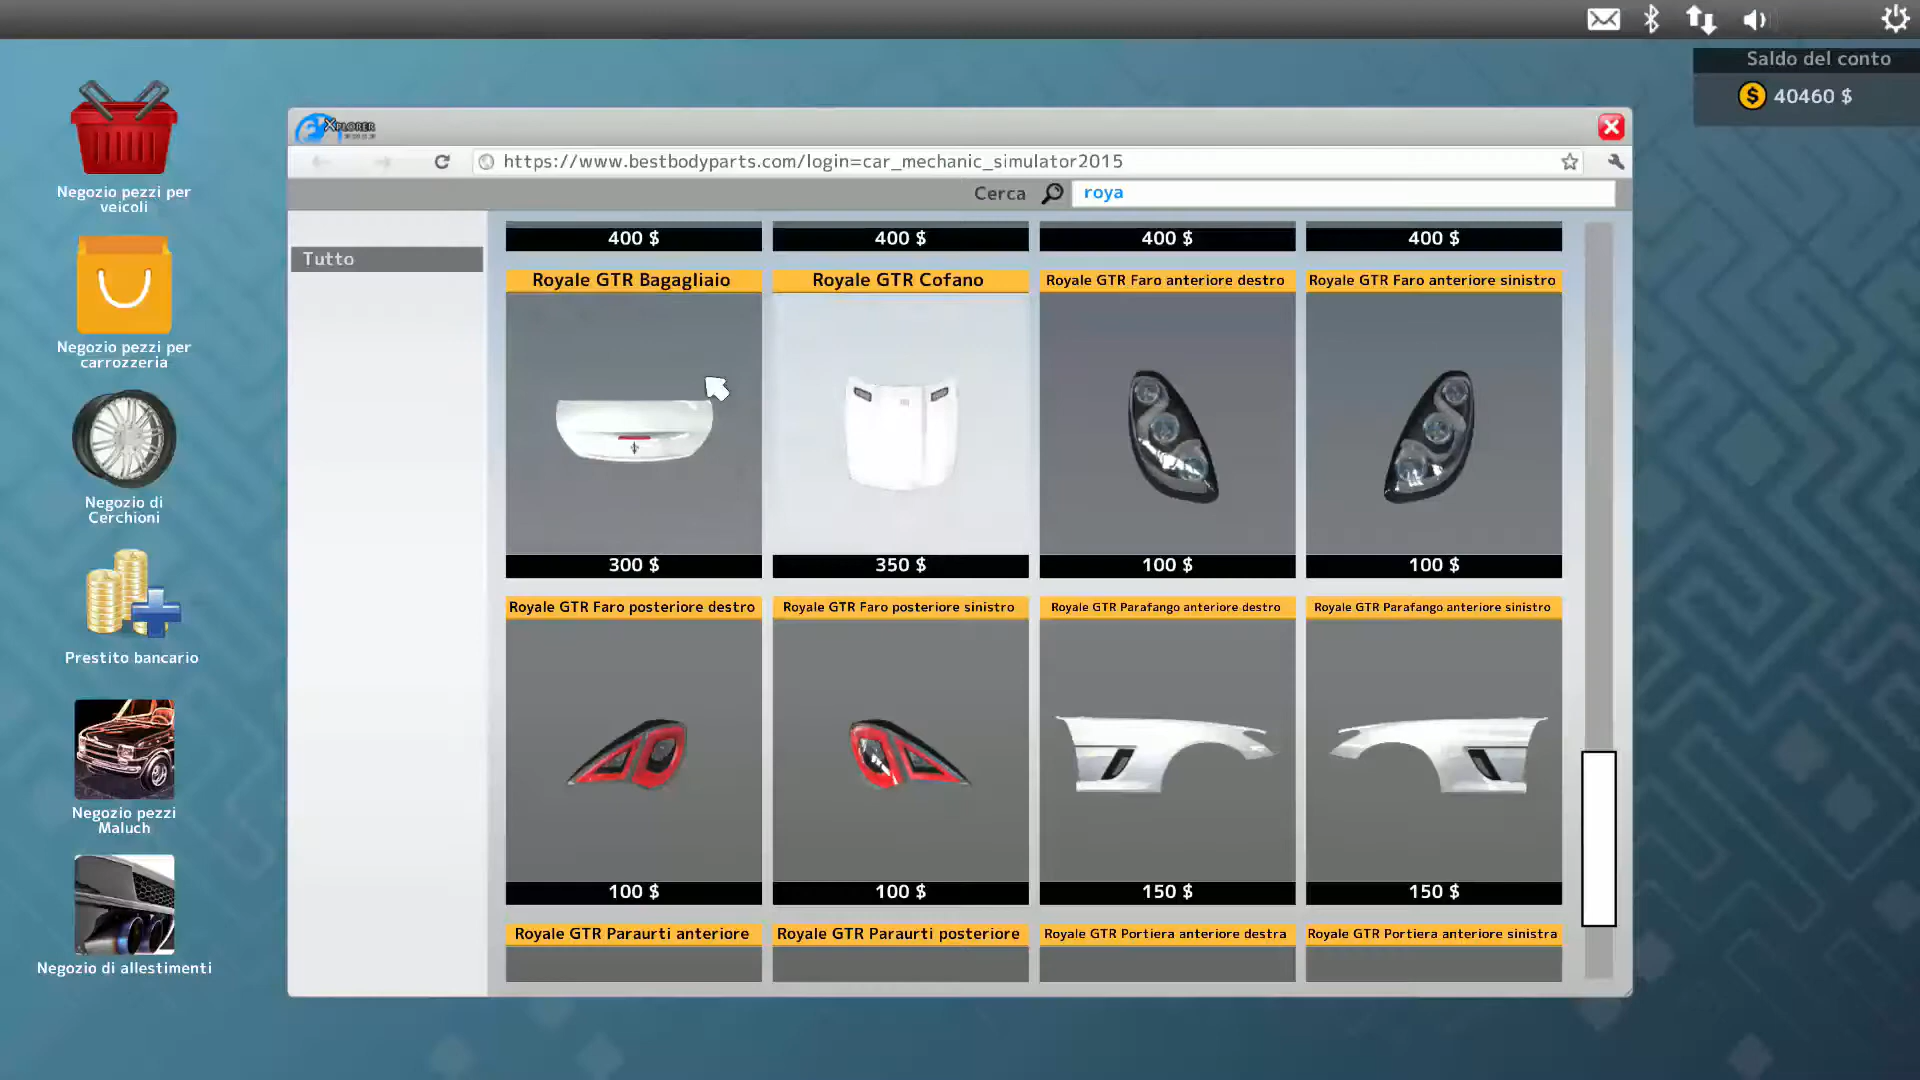 Saldo del conto
$ 40460 $
Negozio pezzi per
veicoli
Negozio pezzi per
carrozzeria
Negozio di
Cerchioni
Prestito bancario
Negozio pezzi
Maluch
Negozio di allestimenti
XPLORER
https://www.bestbodyparts.com/login=car_mechanic_simulator2015
Cerca roya
Tutto
400 $ 400 $ 400 $ 400 $
Royale GTR Bagagliaio
Royale GTR Cofano
Royale GTR Faro anteriore destro
Royale GTR Faro anteriore sinistro
300 $ 350 $ 100 $ 100 $
Royale GTR Faro posteriore destro
Royale GTR Faro posteriore sinistro
Royale GTR Parafango anteriore destro
Royale GTR Parafango anteriore sinistro
100 $ 100 $ 150 $ 150 $
Royale GTR Paraurti anteriore
Royale GTR Paraurti posteriore
Royale GTR Portiera anteriore destra
Royale GTR Portiera anteriore sinistra